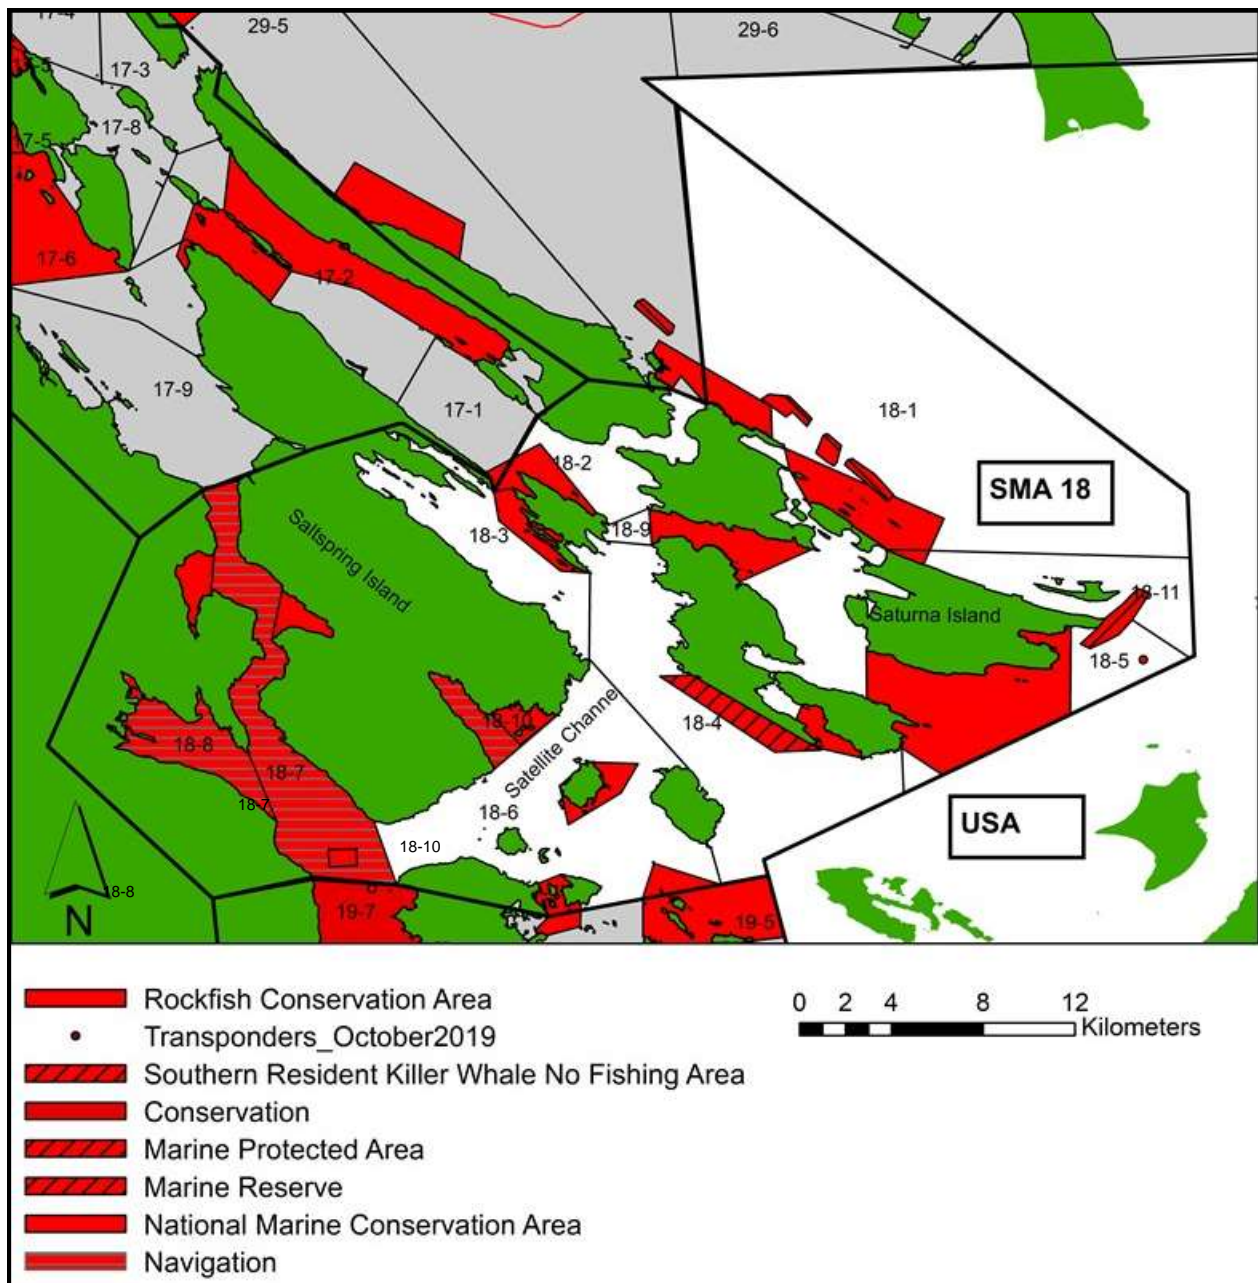 17-4
29-5
29-6
17-3
17-3
17-8
17-5
17-6
17-2
17-9
17-1
18-1
SMA 18
18-2
18-3
18-9
Saltspring Island
Saturna Island
18-11
18-5
18-10
18-4
Satellite Channel
18-8
18-7
18-7
18-6
18-10
USA
18-8
N
19-7
19-5
Rockfish Conservation Area
Transponders_October2019
Southern Resident Killer Whale No Fishing Area
Conservation
Marine Protected Area
Marine Reserve
National Marine Conservation Area
Navigation
0 2 4 8 12
Kilometers